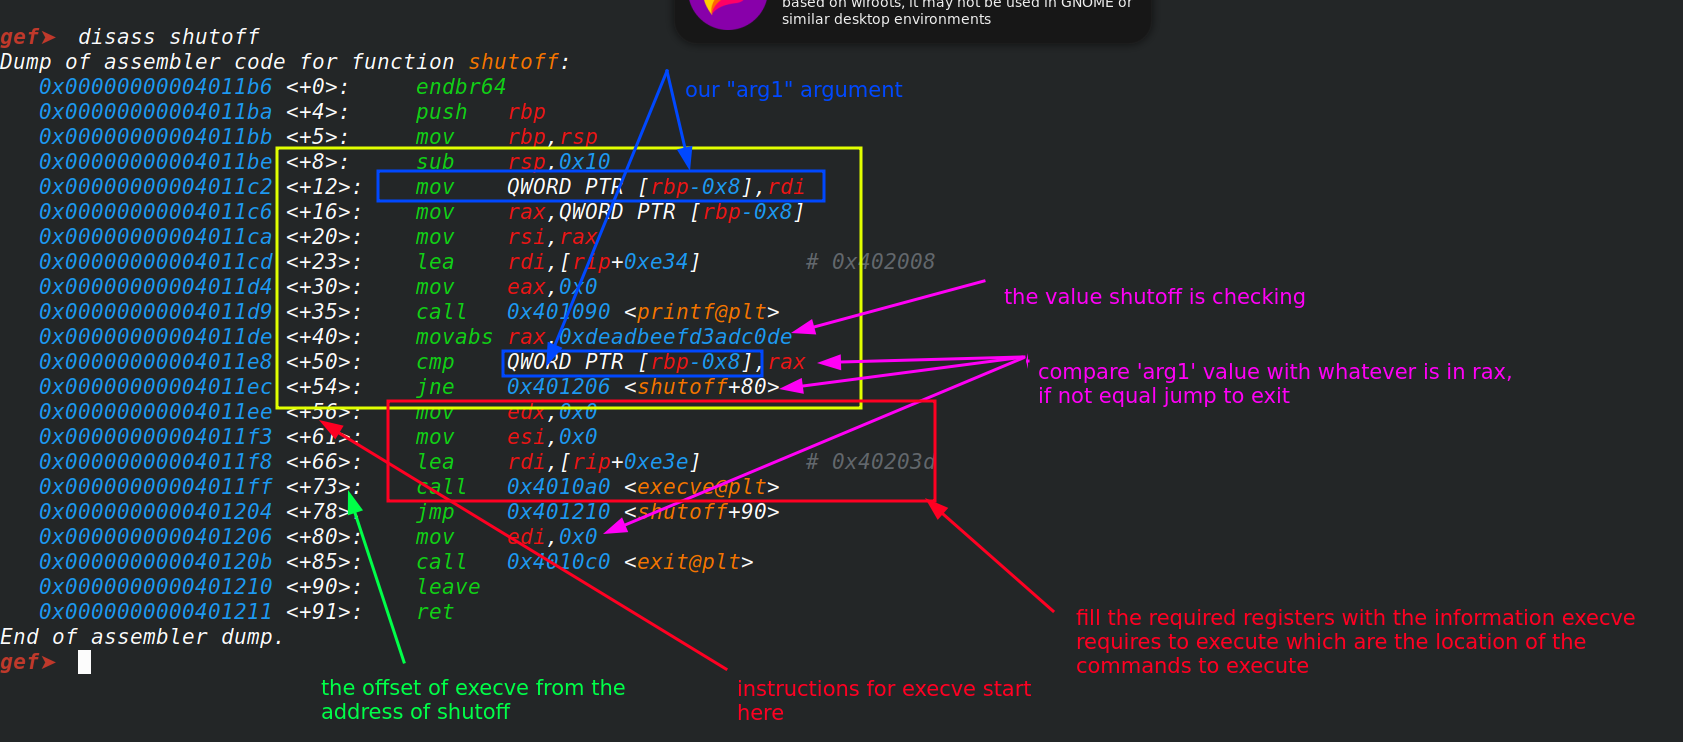 based on wlroots, it may not be used in GNOME or
similar desktop environments
gef➤  disass shutoff
Dump of assembler code for function shutoff:
0x00000000004011b6 <+0>:     endbr64
our "arg1" argument
0x00000000004011ba <+4>:     push   rbp
0x00000000004011bb <+5>:     mov    rbp,rsp
0x00000000004011be <+8>:     sub    rsp,0x10
0x00000000004011c2 <+12>:    mov    QWORD PTR [rbp-0x8],rdi
0x00000000004011c6 <+16>:    mov    rax,QWORD PTR [rbp-0x8]
0x00000000004011ca <+20>:    mov    rsi,rax
0x00000000004011cd <+23>:    lea    rdi,[rip+0xe34]        # 0x402008
0x00000000004011d4 <+30>:    mov    eax,0x0
the value shutoff is checking
0x00000000004011d9 <+35>:    call   0x401090 <printf@plt>
0x00000000004011de <+40>:    movabs rax,0xdeadbeefd3adc0de
0x00000000004011e8 <+50>:    cmp    QWORD PTR [rbp-0x8],rax
compare 'arg1' value with whatever is in rax,
if not equal jump to exit
0x00000000004011ec <+54>:    jne    0x401206 <shutoff+80>
0x00000000004011ee <+56>:    mov    edx,0x0
0x00000000004011f3 <+61>:    mov    esi,0x0
0x00000000004011f8 <+66>:    lea    rdi,[rip+0xe3e]        # 0x40203d
0x00000000004011ff <+73>:    call   0x4010a0 <execve@plt>
0x0000000000401204 <+78>:    jmp    0x401210 <shutoff+90>
0x0000000000401206 <+80>:    mov    edi,0x0
0x000000000040120b <+85>:    call   0x4010c0 <exit@plt>
0x0000000000401210 <+90>:    leave
0x0000000000401211 <+91>:    ret
End of assembler dump.
gef➤
fill the required registers with the information execve
requires to execute which are the location of the
commands to execute
the offset of execve from the
address of shutoff
instructions for execve start
here